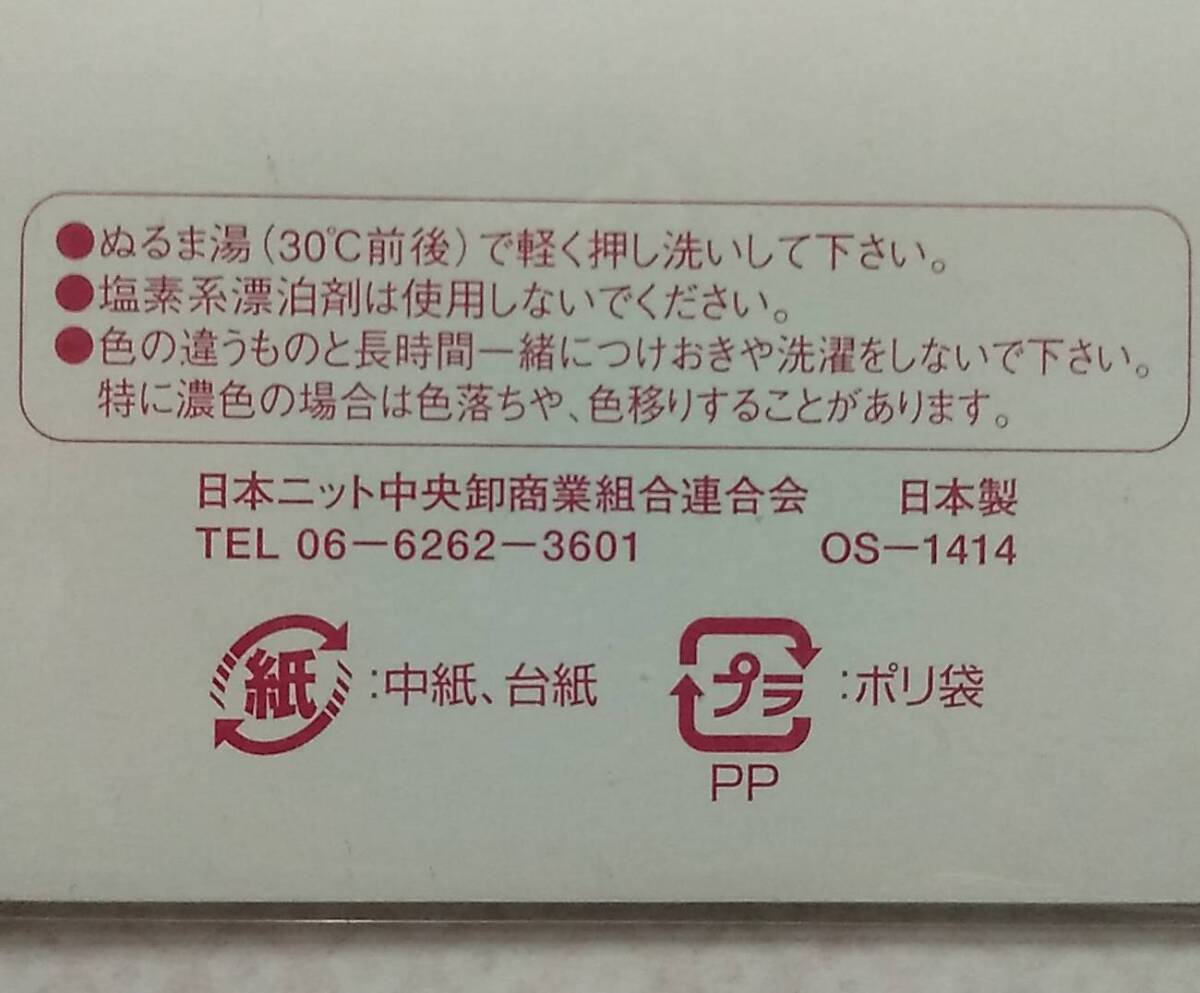 ●ぬるま湯（30℃前後）で軽く押し洗いして下さい。
●塩素系漂泊剤は使用しないでください。
●色の違うものと長時間一緒につけおきや洗濯をしないで下さい。
特に濃色の場合は色落ちや、色移りすることがあります。
日本ニット中央卸商業組合連合会　日本製
TEL 06－6262－3601　OS－1414
紙:中紙、台紙　プラ:ポリ袋
PP